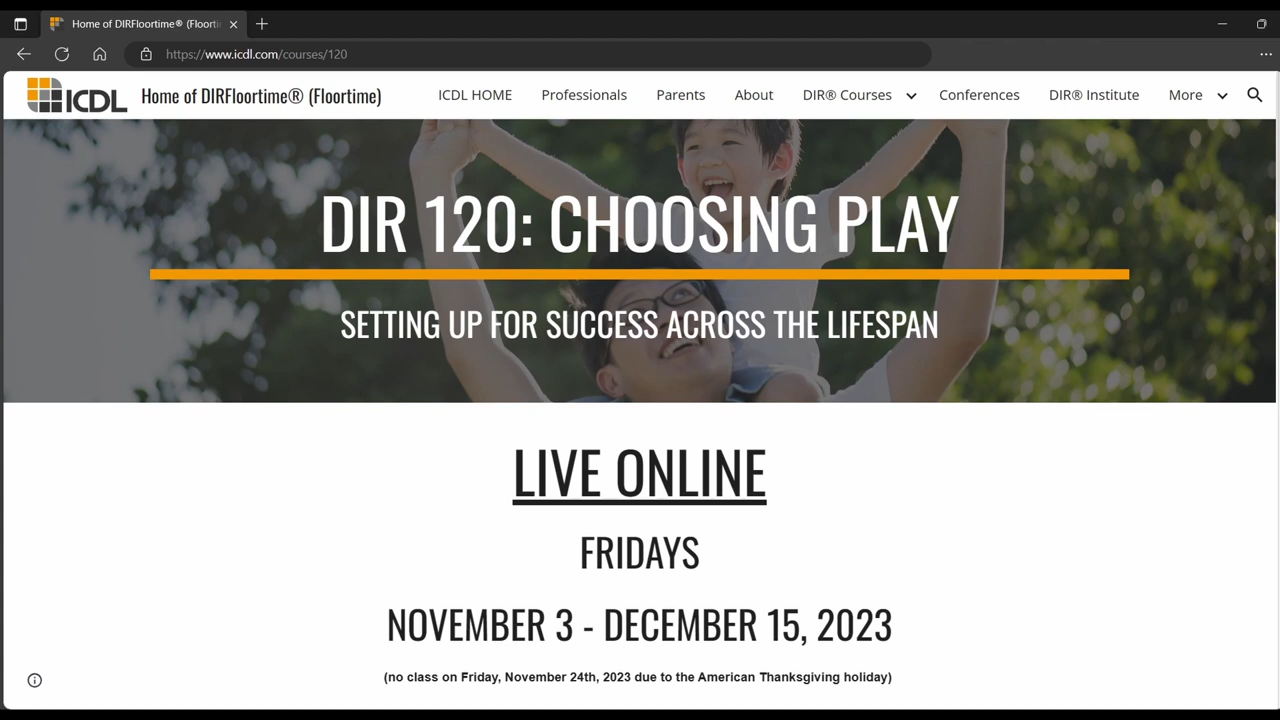 Home of DIRFloortime® (Floorti
https://www.icdl.com/courses/120
ICDL Home of DIRFloortime® (Floortime) ICDL HOME Professionals Parents About DIR® Courses Conferences DIR® Institute More
DIR 120: CHOOSING PLAY
SETTING UP FOR SUCCESS ACROSS THE LIFESPAN
LIVE ONLINE
FRIDAYS
NOVEMBER 3 - DECEMBER 15, 2023
(no class on Friday, November 24th, 2023 due to the American Thanksgiving holiday)